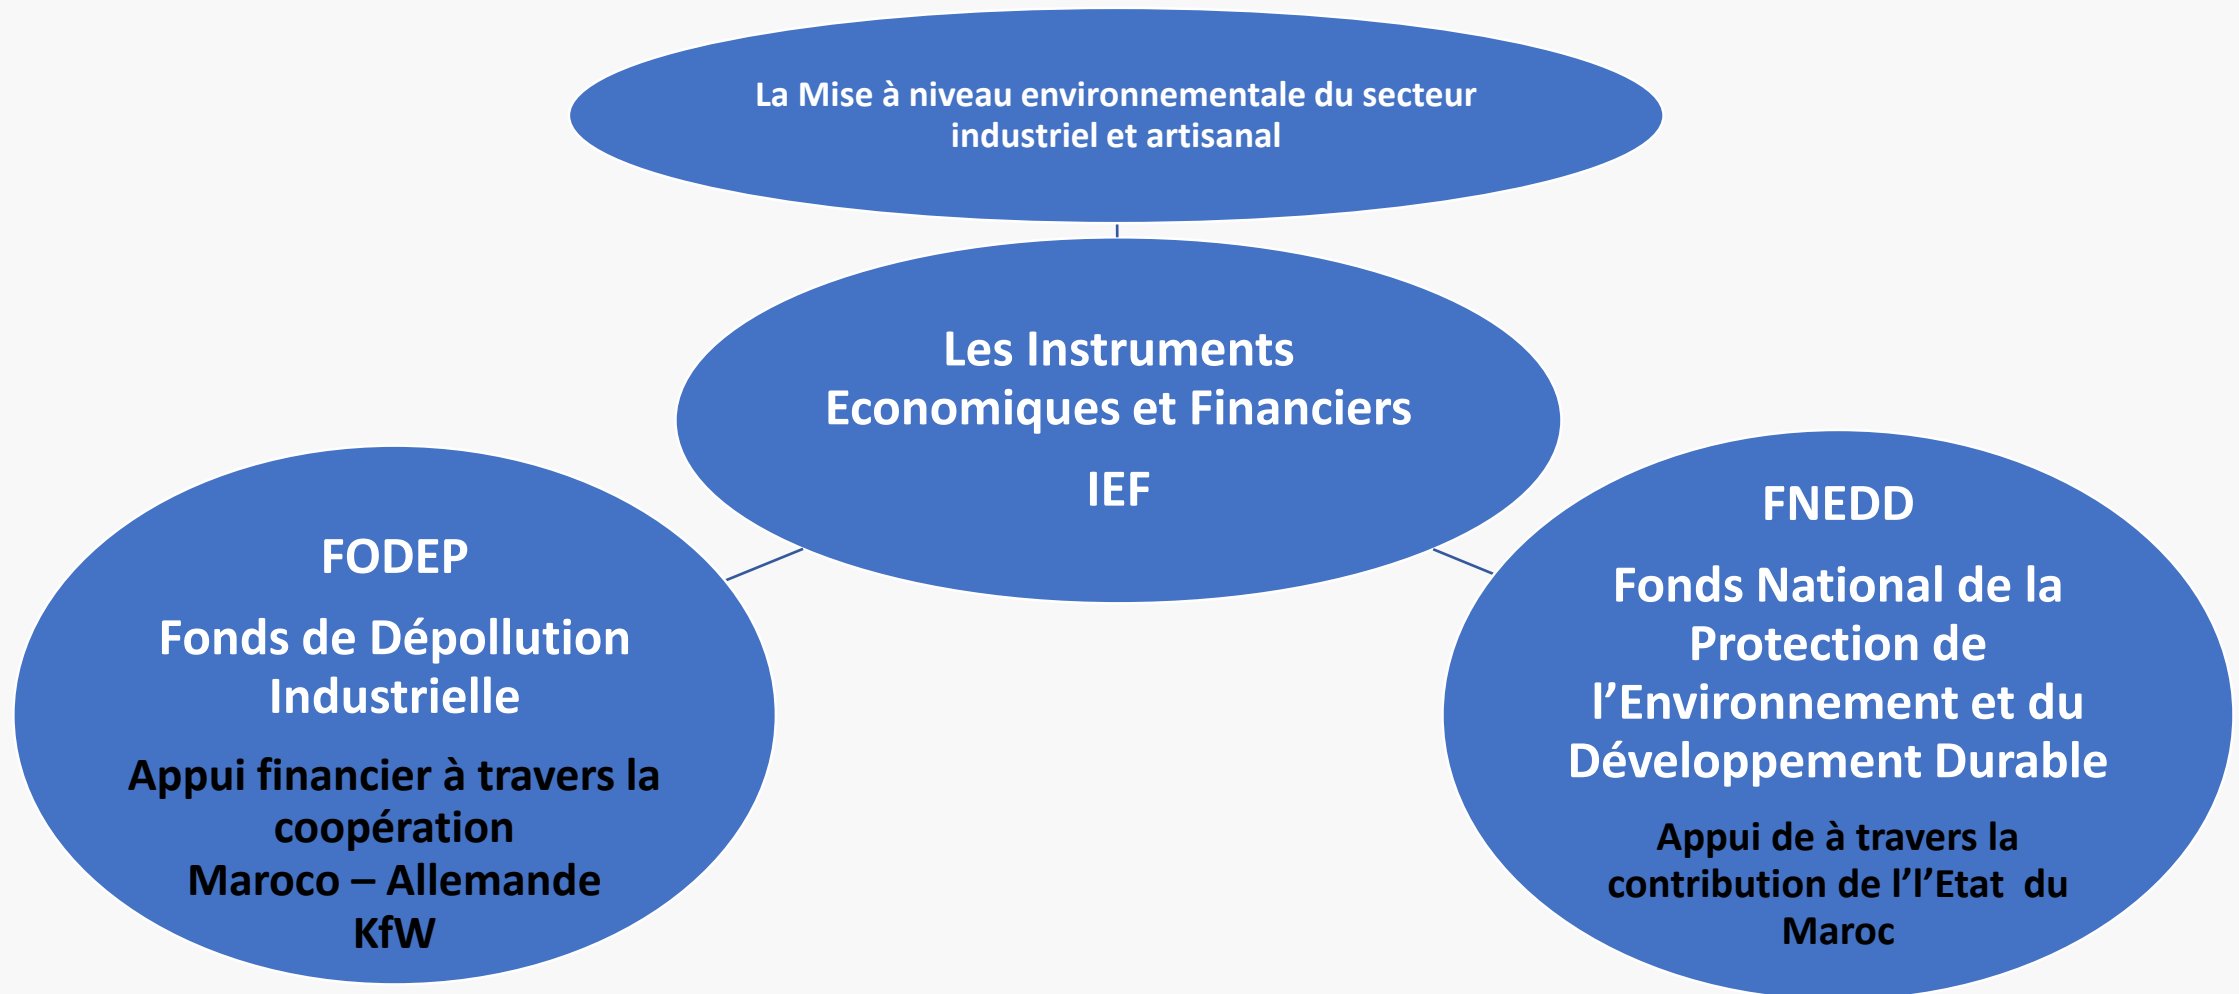 La Mise à niveau environnementale du secteur
industriel et artisanal
Les Instruments
Economiques et Financiers
IEF
FODEP
Fonds de Dépollution
Industrielle
Appui financier à travers la
coopération
Maroco – Allemande
KfW
FNEDD
Fonds National de la
Protection de
l’Environnement et du
Développement Durable
Appui de à travers la
contribution de l’l’Etat  du
Maroc